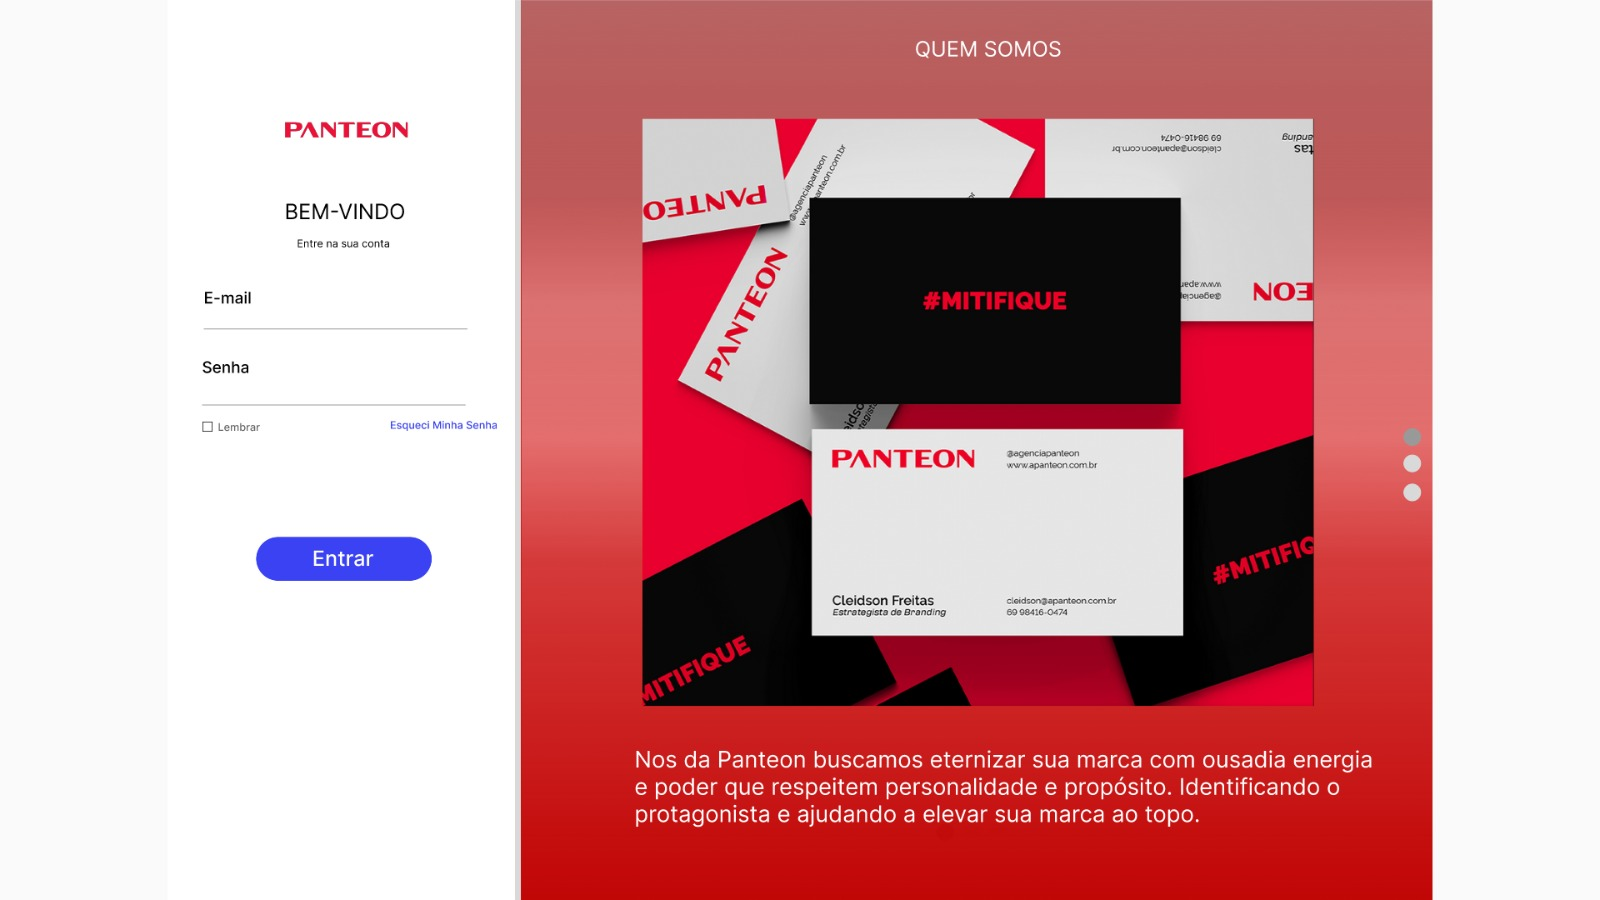 PANTEON
BEM-VINDO
Entre na sua conta
E-mail
Senha
Lembrar
Esqueci Minha Senha
Entrar
QUEM SOMOS
PANTEO
@agenciapanteon
panteon.com.br
PANTEON
69 98416-0474
cleidson@apanteon.com.br
EON
#MITIFIQUE
PANTEON
@agenciapanteon
www.apanteon.com.br
Cleidson Freitas
Estrategista de Branding
cleidson@apanteon.com.br
69 98416-0474
#MITIFIQ
MITIFIQUE
Nos da Panteon buscamos eternizar sua marca com ousadia energia
e poder que respeitem personalidade e propósito. Identificando o
protagonista e ajudando a elevar sua marca ao topo.